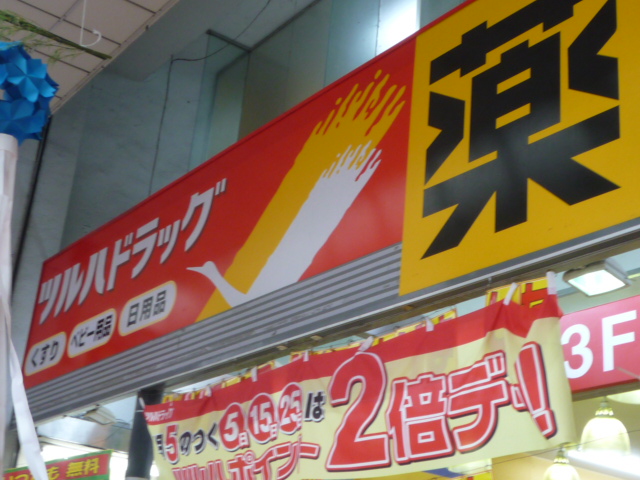 薬
ツルハドラッグ
くすり
ベビー用品
日用品
3F
5のつく5日,15日,25日は2倍デー!
ツルハポイント
無料